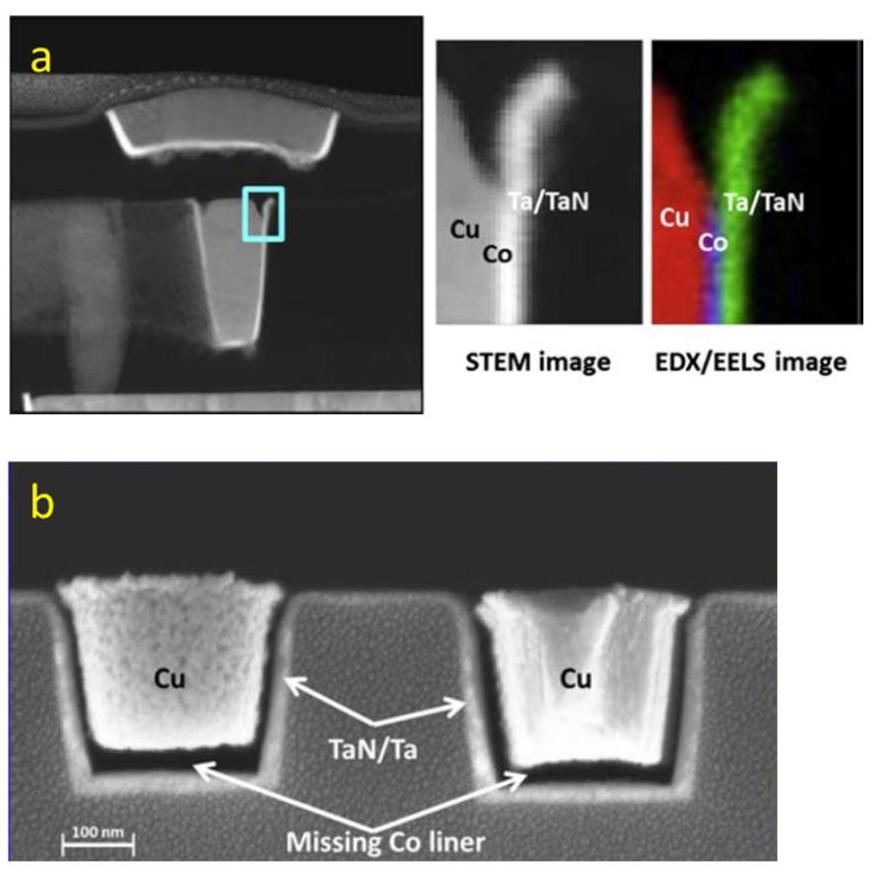 a
Ta/TaN
Cu
Co
Ta/TaN
Cu
Co
STEM image
EDX/EELS image
b
Cu
Cu
TaN/Ta
Missing Co liner
100 nm